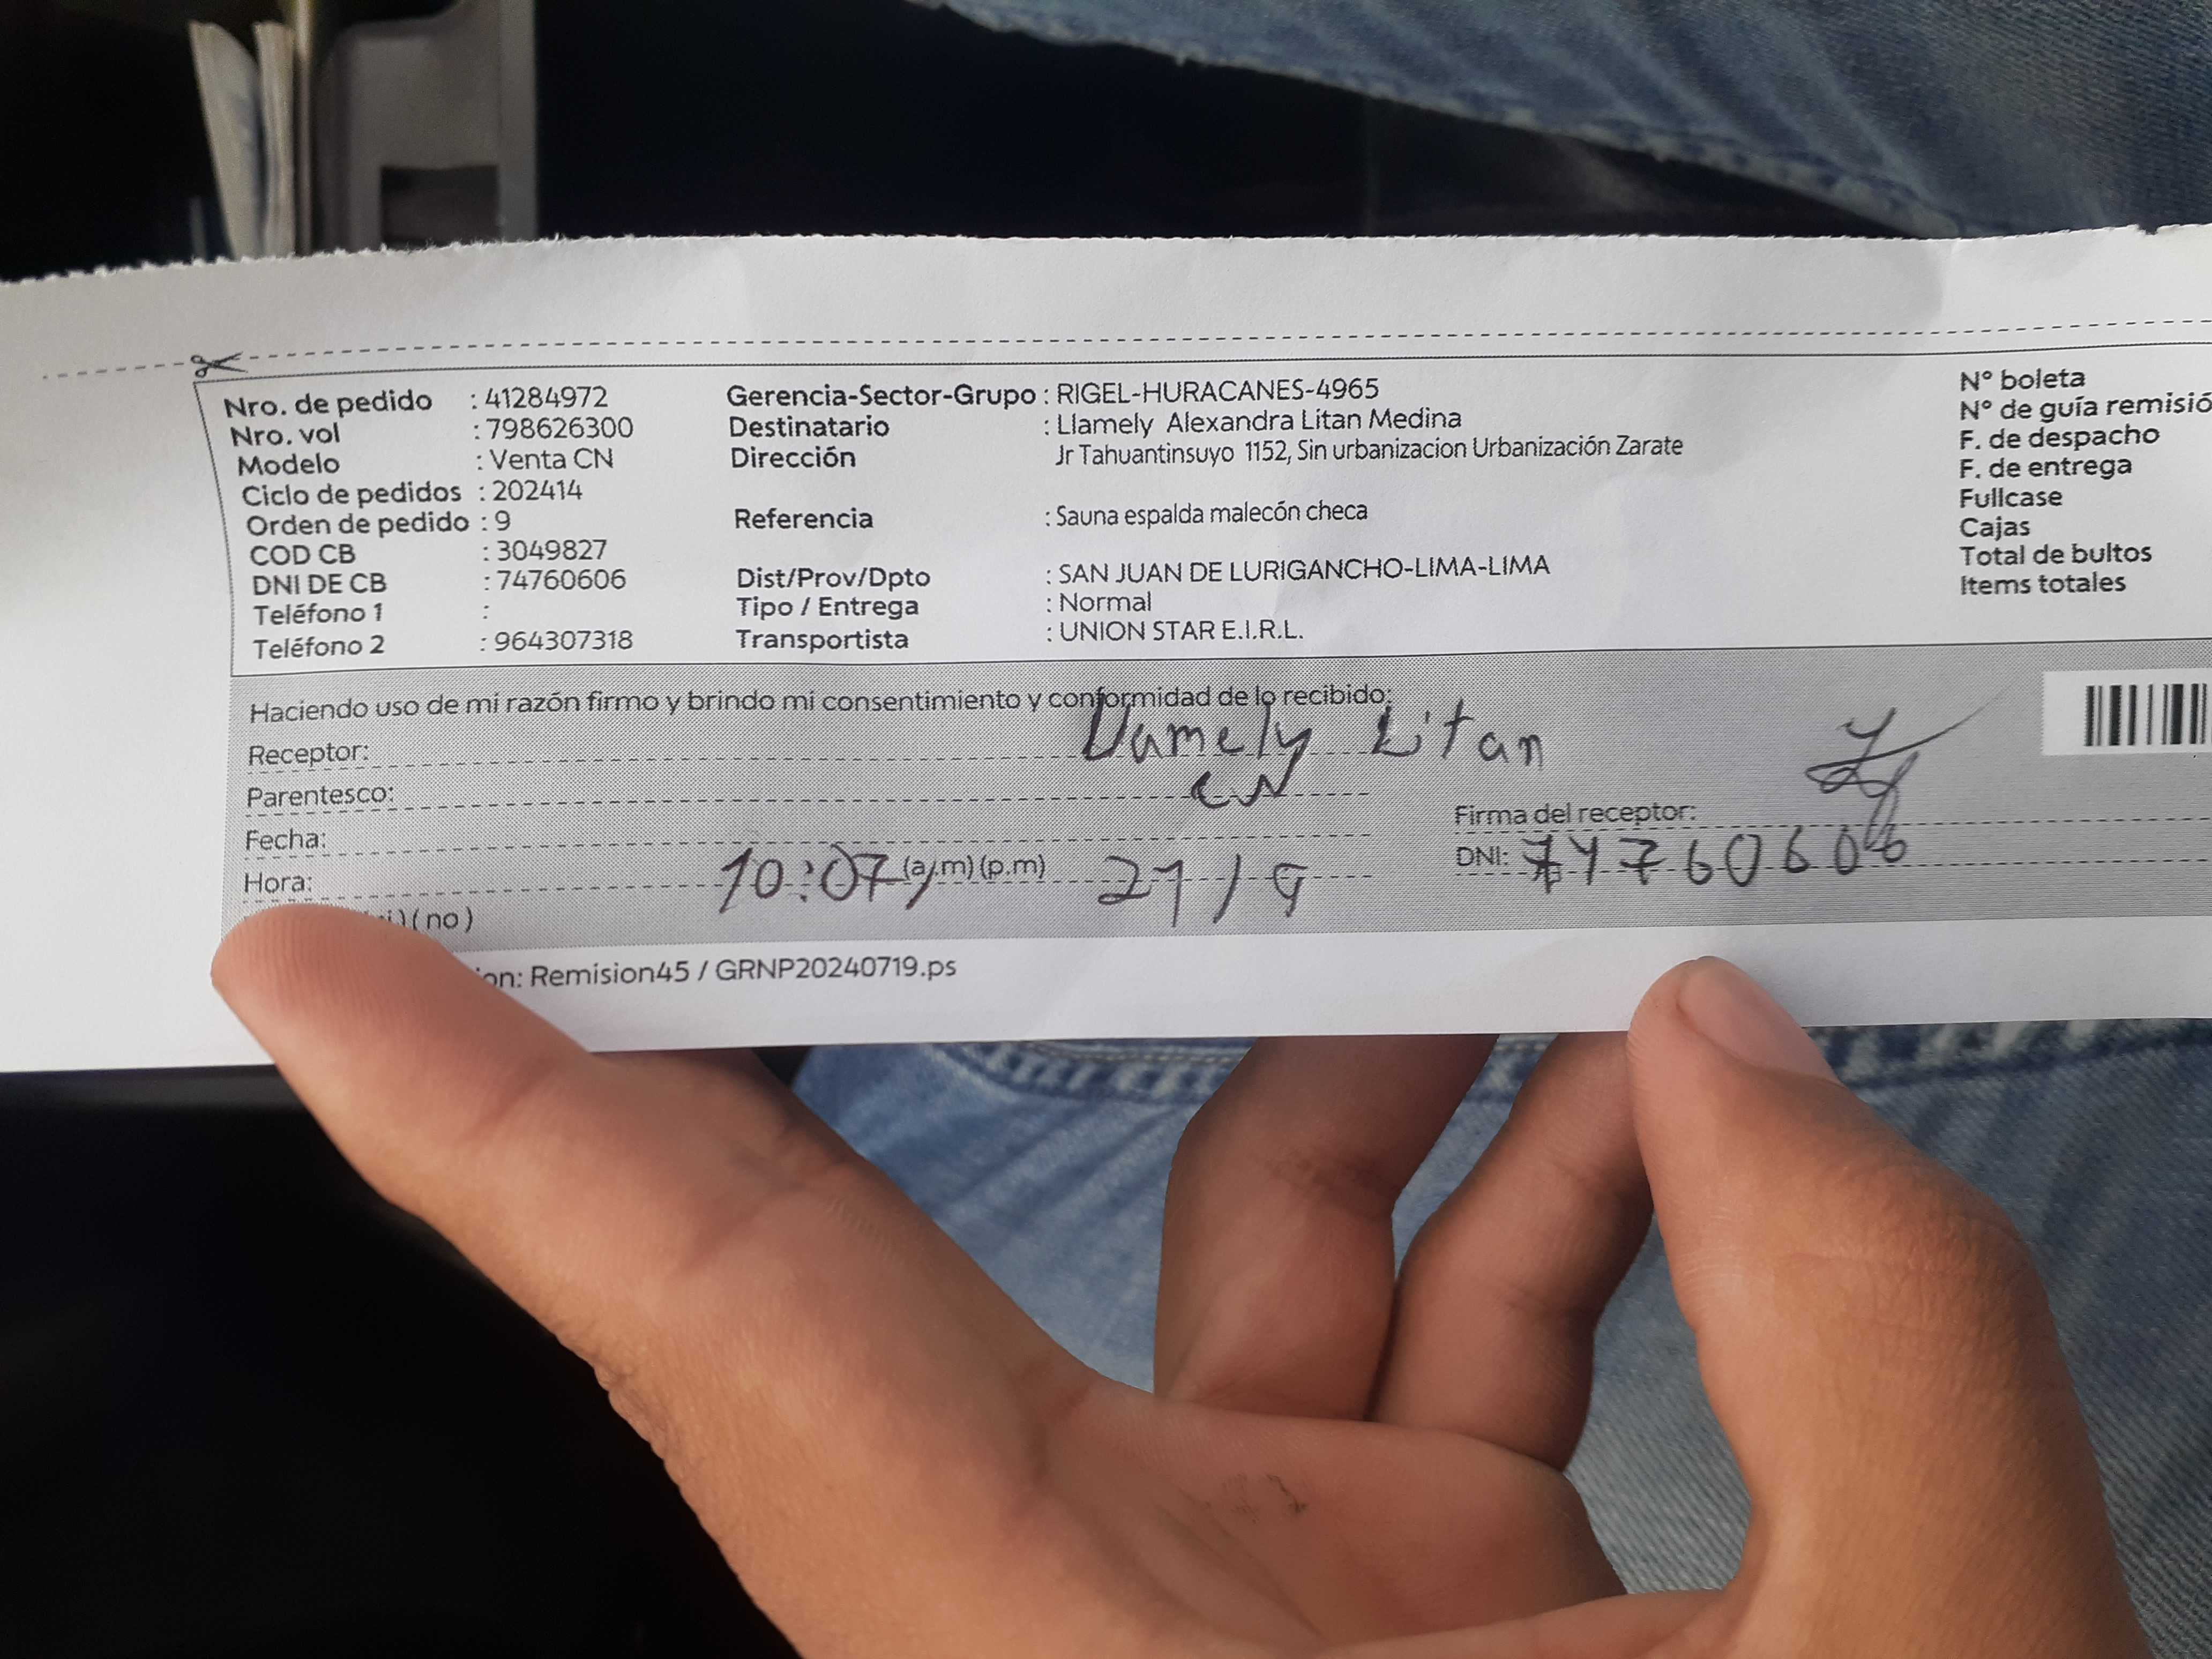 Nro. de pedido : 41284972
Nro. vol : 798626300
Modelo : Venta CN
Ciclo de pedidos : 202414
Orden de pedido : 9
COD CB : 3049827
DNI DE CB : 74760606
Teléfono 1 :
Teléfono 2 : 964307318
Gerencia-Sector-Grupo : RIGEL-HURACANES-4965
Destinatario : Llamely Alexandra Litan Medina
Dirección Jr Tahuantinsuyo 1152, Sin urbanizacion Urbanización Zarate
Referencia : Sauna espalda malecón checa
Dist/Prov/Dpto : SAN JUAN DE LURIGANCHO-LIMA-LIMA
Tipo / Entrega : Normal
Transportista : UNION STAR E.I.R.L.
N° boleta
N° de guía remisió
F. de despacho
F. de entrega
Fullcase
Cajas
Total de bultos
Items totales
Haciendo uso de mi razón firmo y brindo mi consentimiento y conformidad de lo recibido:
Receptor: Llamely Litan
Parentesco: CN
Fecha:
Hora: 10:07 (a.m) (p.m) 21/9
(no)
Firma del receptor:
DNI: 74760606
on: Remision45 / GRNP20240719.ps